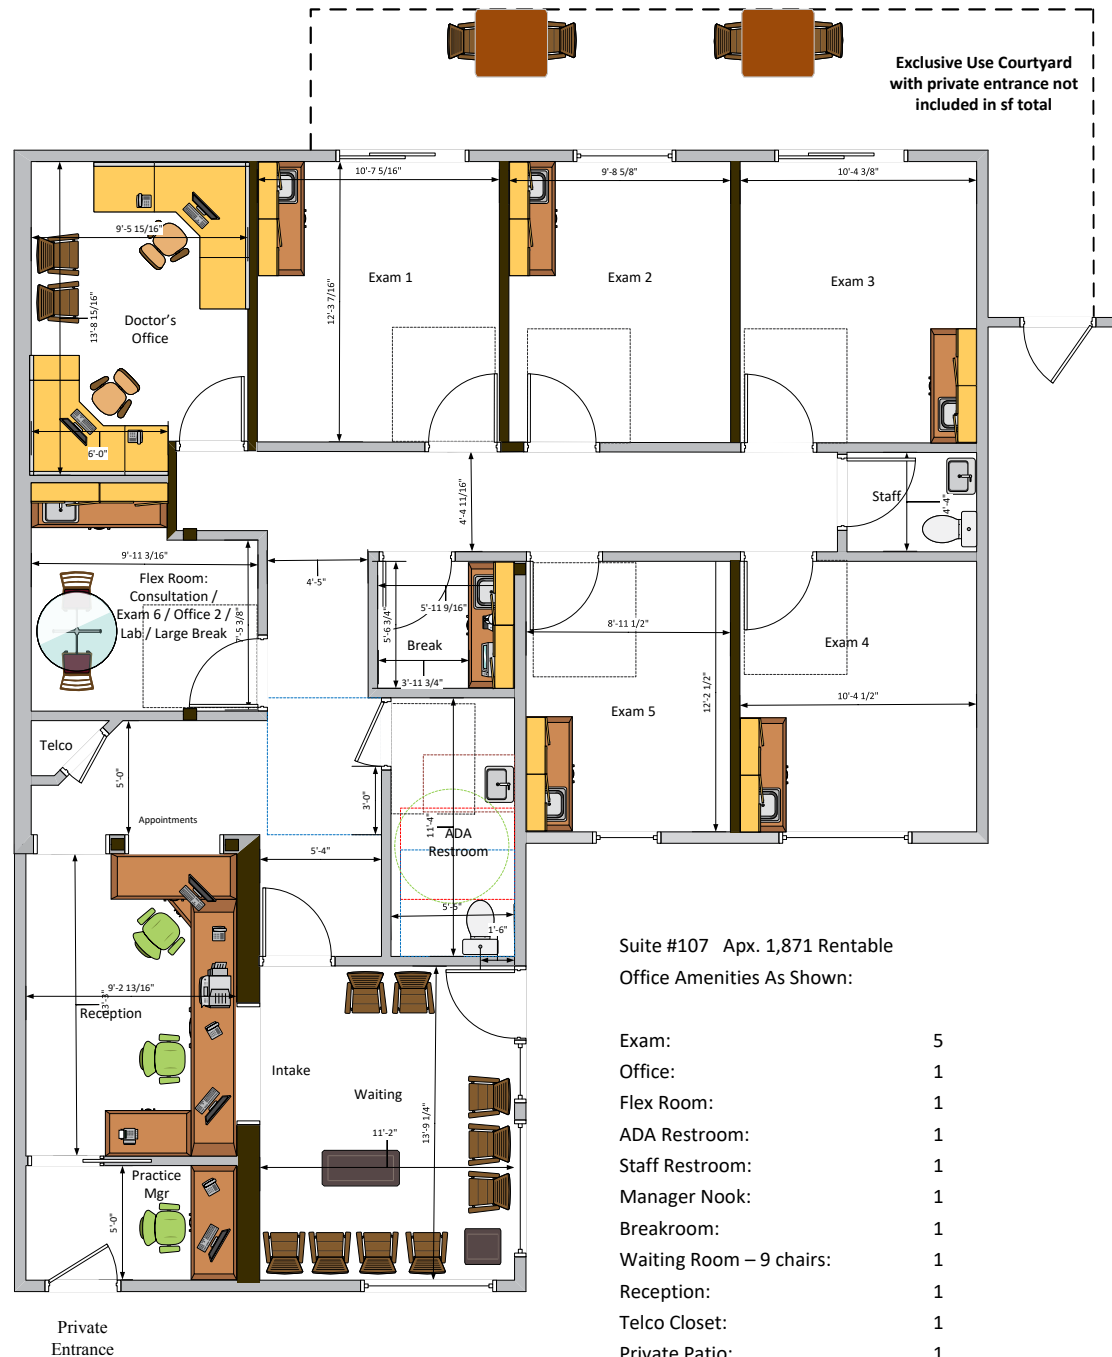 Exclusive Use Courtyard
with private entrance not
included in sf total
10'-7 5/16"
9'-8 5/8"
10'-4 3/8"
9'-5 15/16"
13'-8 15/16"
12'-3 7/16"
Exam 1
Exam 2
Exam 3
Doctor's
Office
6'-0"
4'-4 11/16"
Staff
4'-4"
9'-11 3/16"
4'-5"
Flex Room:
Consultation /
Exam 6 / Office 2 /
Lab / Large Break
7'-5 3/8"
5'-6 3/4"
5'-11 9/16"
Break
3'-11 3/4"
8'-11 1/2"
12'-2 1/2"
Exam 4
10'-4 1/2"
Exam 5
Telco
5'-0"
3'-0"
Appointments
11'-4"
ADA
Restroom
5'-4"
5'-5"
1'-6"
9'-2 13/16"
13'-3"
Reception
Intake
Waiting
13'-9 1/4"
11'-2"
Practice
Mgr
5'-0"
Private
Entrance
Suite #107 Apx. 1,871 Rentable
Office Amenities As Shown:
Exam: 5
Office: 1
Flex Room: 1
ADA Restroom: 1
Staff Restroom: 1
Manager Nook: 1
Breakroom: 1
Waiting Room – 9 chairs: 1
Reception: 1
Telco Closet: 1
Private Patio: 1